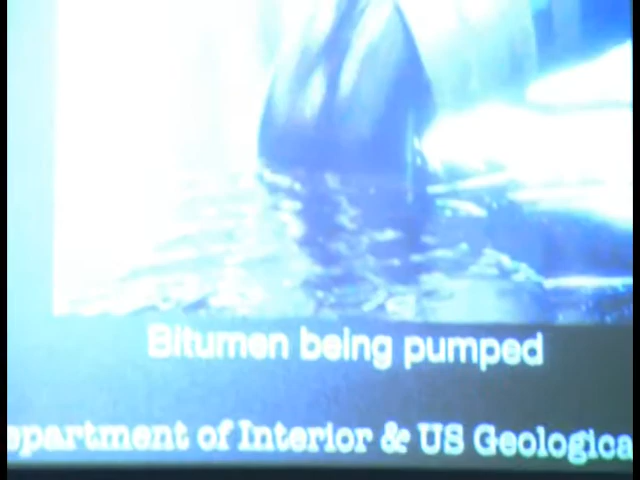 Bitumen being pumped
epartment of Interior & US Geologica